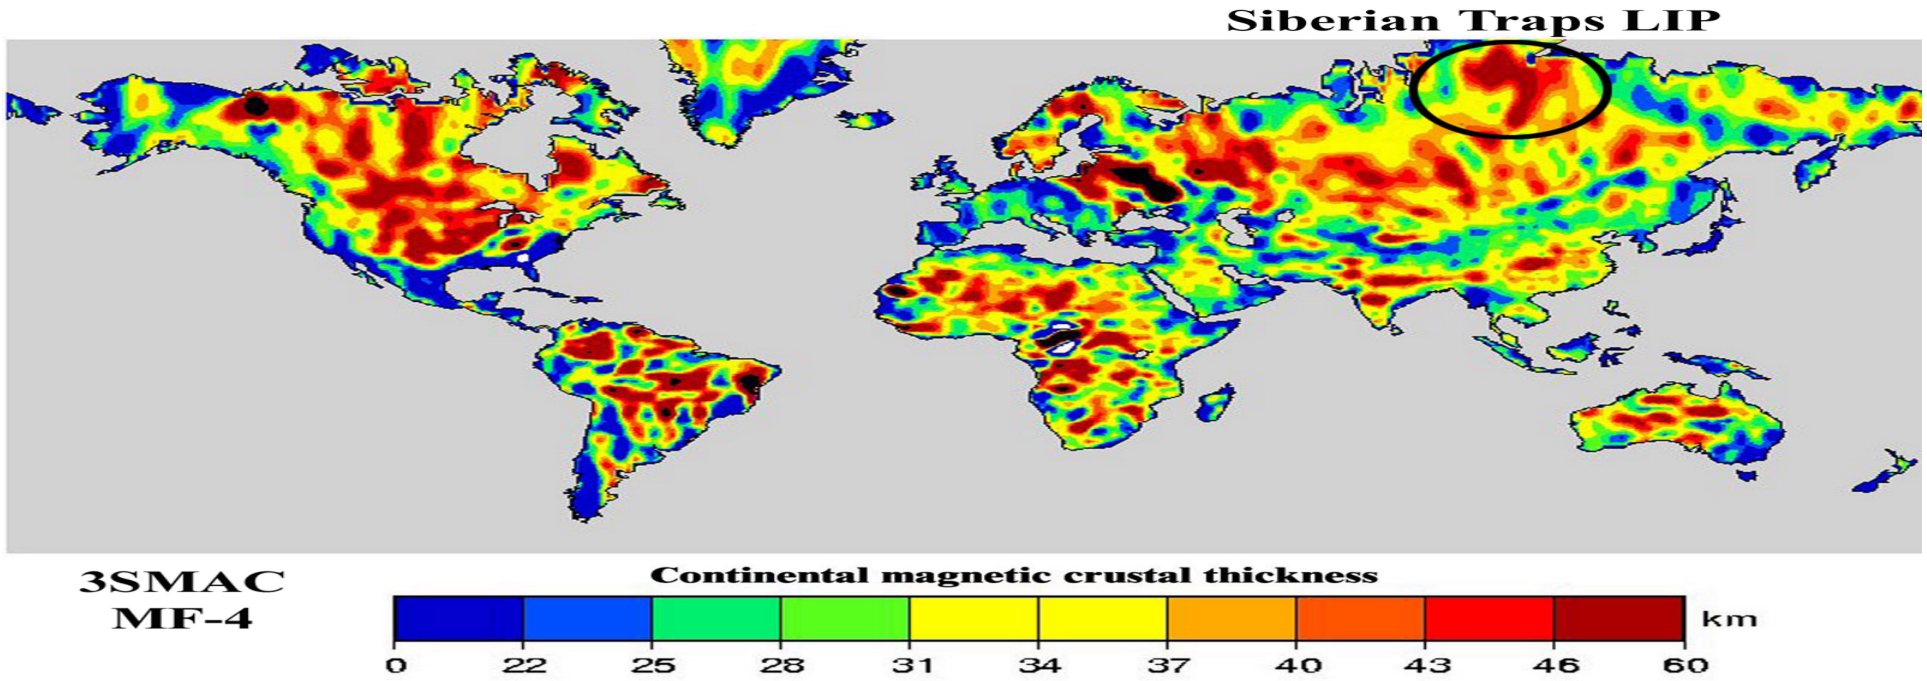 Siberian Traps LIP
3SMAC
MF-4
Continental magnetic crustal thickness
km
0 22 25 28 31 34 37 40 43 46 60